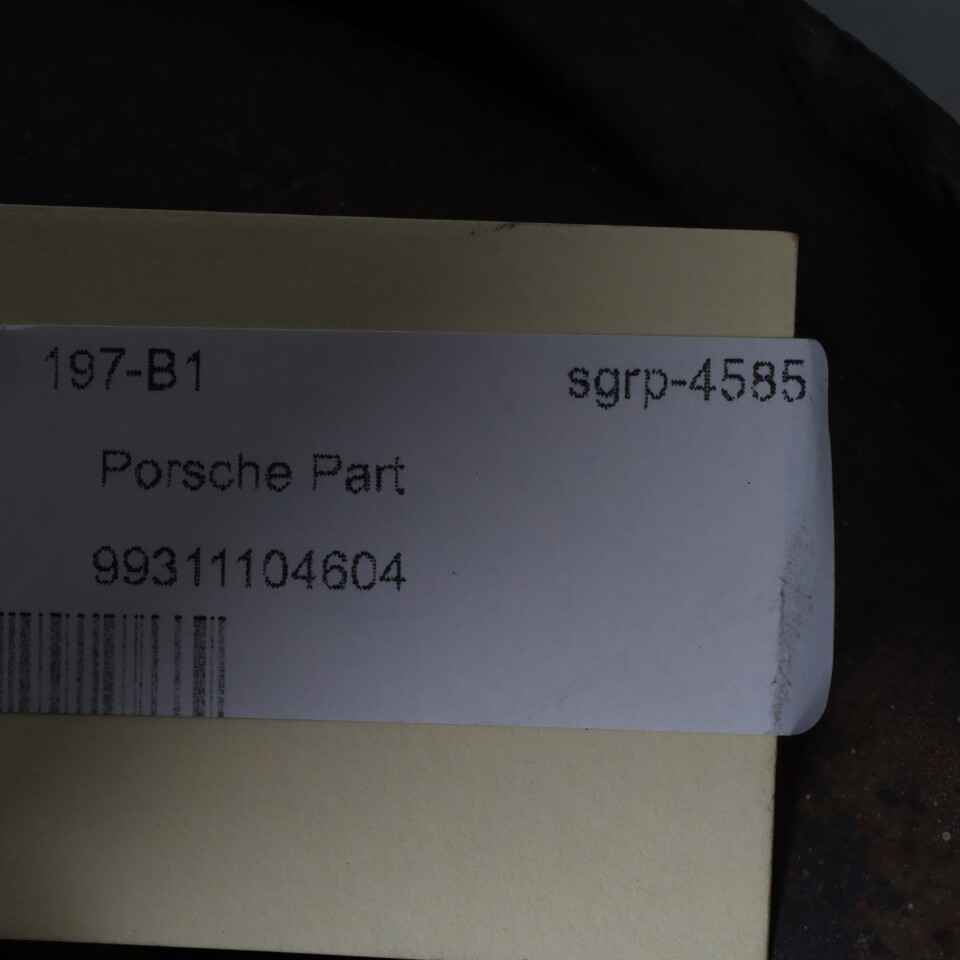 197-B1
sgrp-4585
Porsche Part
99311104604